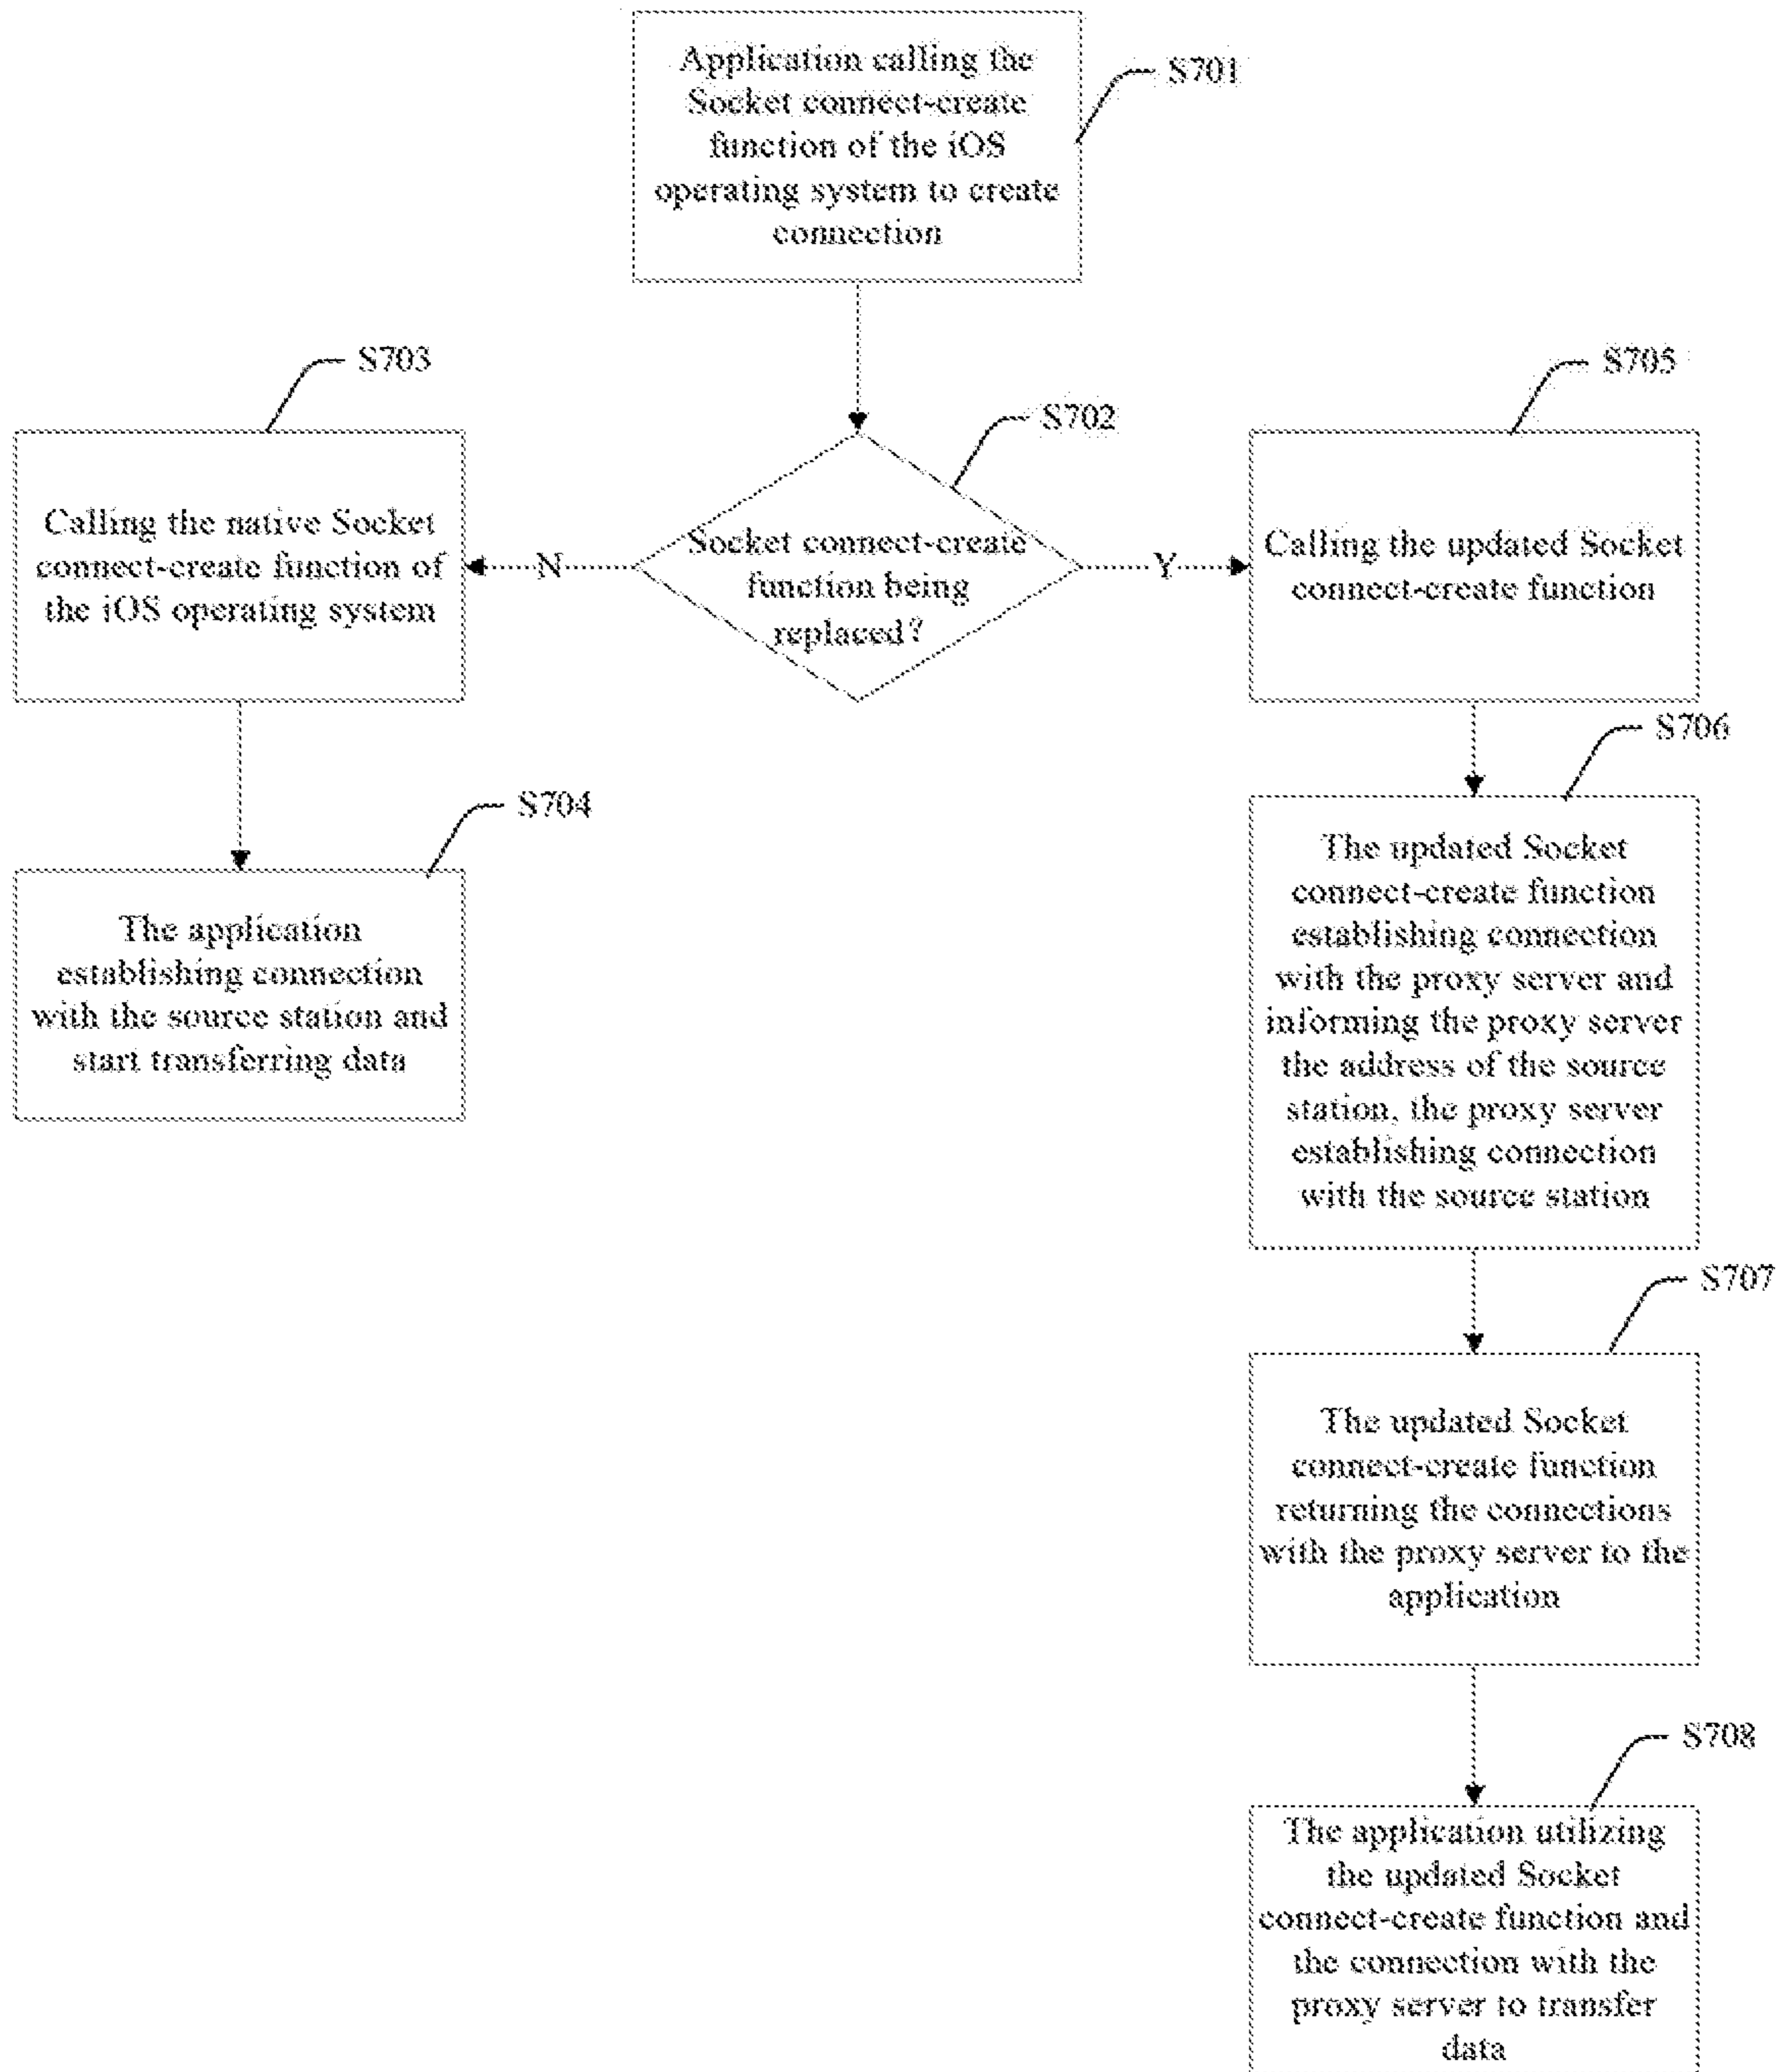 Application calling the
Socket connect-create
function of the iOS
operating system to create
connection
S701
S703
Calling the native Socket
connect-create function of
the iOS operating system
N
S702
Socket connect-create
function being
replaced?
Y
S705
Calling the updated Socket
connect-create function
S704
The application
establishing connection
with the source station and
start transferring data
S706
The updated Socket
connect-create function
establishing connection
with the proxy server and
informing the proxy server
the address of the source
station, the proxy server
establishing connection
with the source station
S707
The updated Socket
connect-create function
returning the connections
with the proxy server to the
application
S708
The application utilizing
the updated Socket
connect-create function and
the connection with the
proxy server to transfer
data